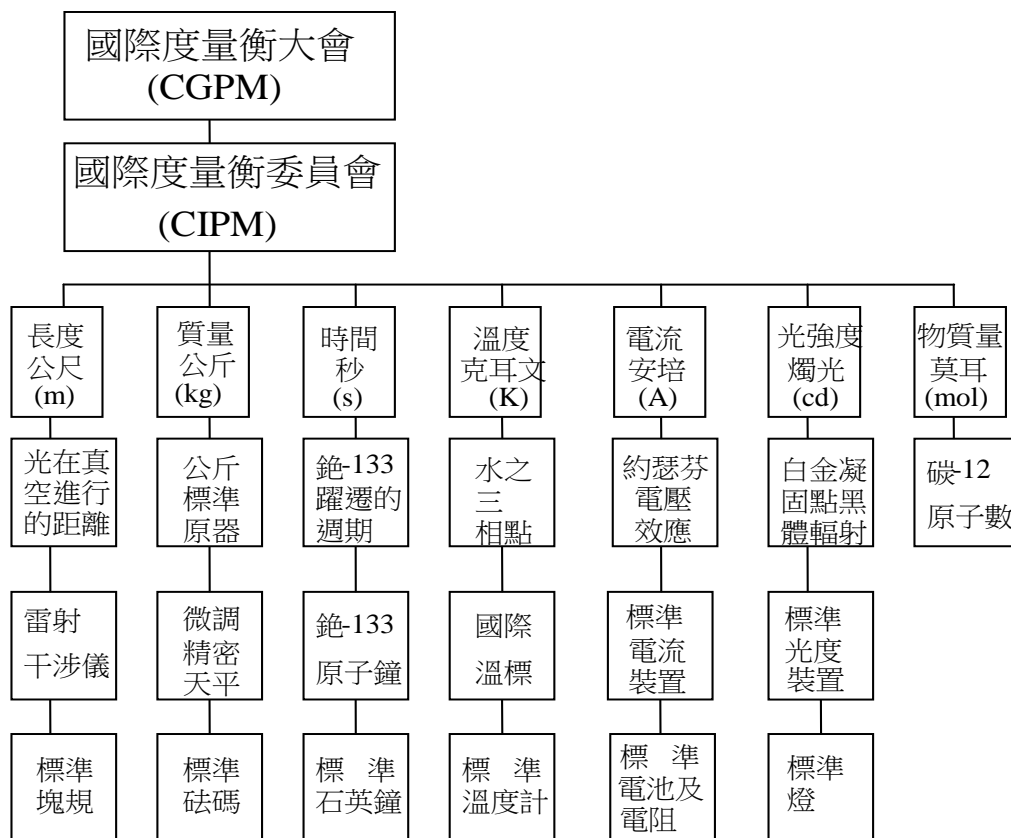 國際度量衡大會
(CGPM)
國際度量衡委員會
(CIPM)
長度
公尺
(m)
質量
公斤
(kg)
時間
秒
(s)
溫度
克耳文
(K)
電流
安培
(A)
光強度
燭光
(cd)
物質量
莫耳
(mol)
光在真
空進行
的距離
公斤
標準
原器
銫-133
躍遷的
週期
水之
三
相點
約瑟芬
電壓
效應
白金凝
固點黑
體輻射
碳-12
原子數
雷射
干涉儀
微調
精密
天平
銫-133
原子鐘
國際
溫標
標準
電流
裝置
標準
光度
裝置
標準
塊規
標準
砝碼
標 準
石英鐘
標 準
溫度計
標 準
電池及
電阻
標準
燈